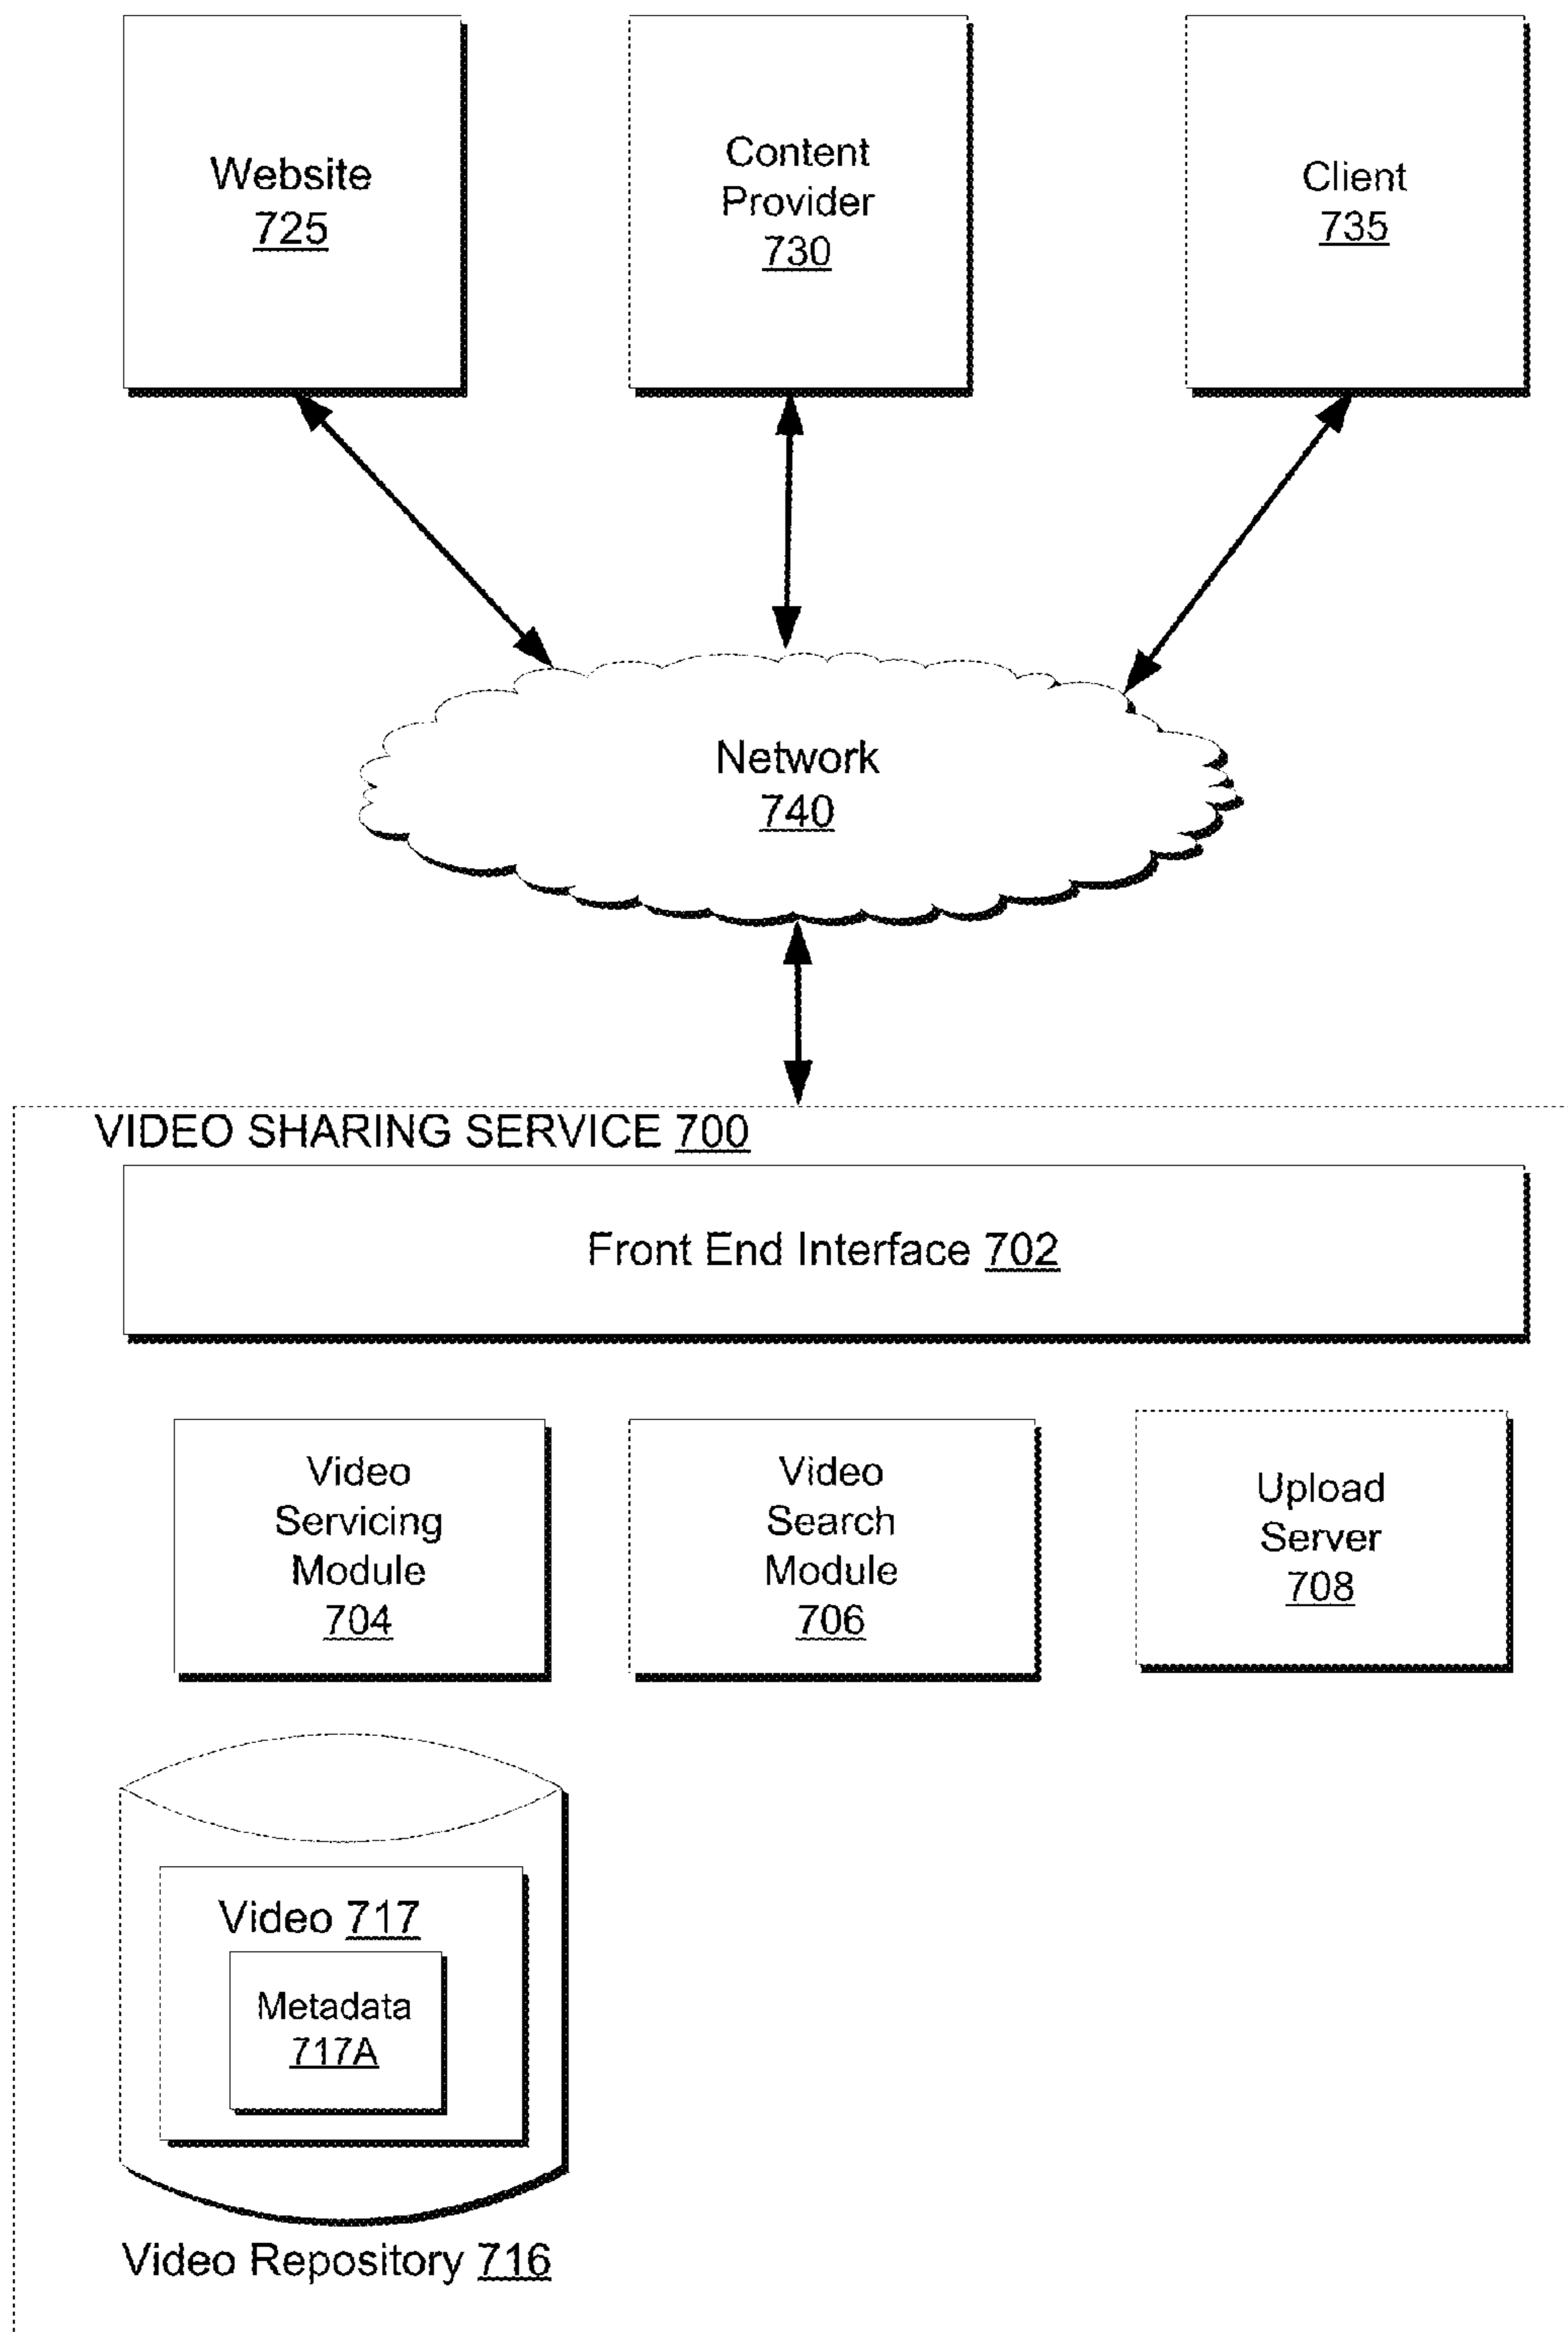 Website
725
Content
Provider
730
Client
735
Network
740
VIDEO SHARING SERVICE 700
Front End Interface 702
Video
Servicing
Module
704
Video
Search
Module
706
Upload
Server
708
Video 717
Metadata
717A
Video Repository 716